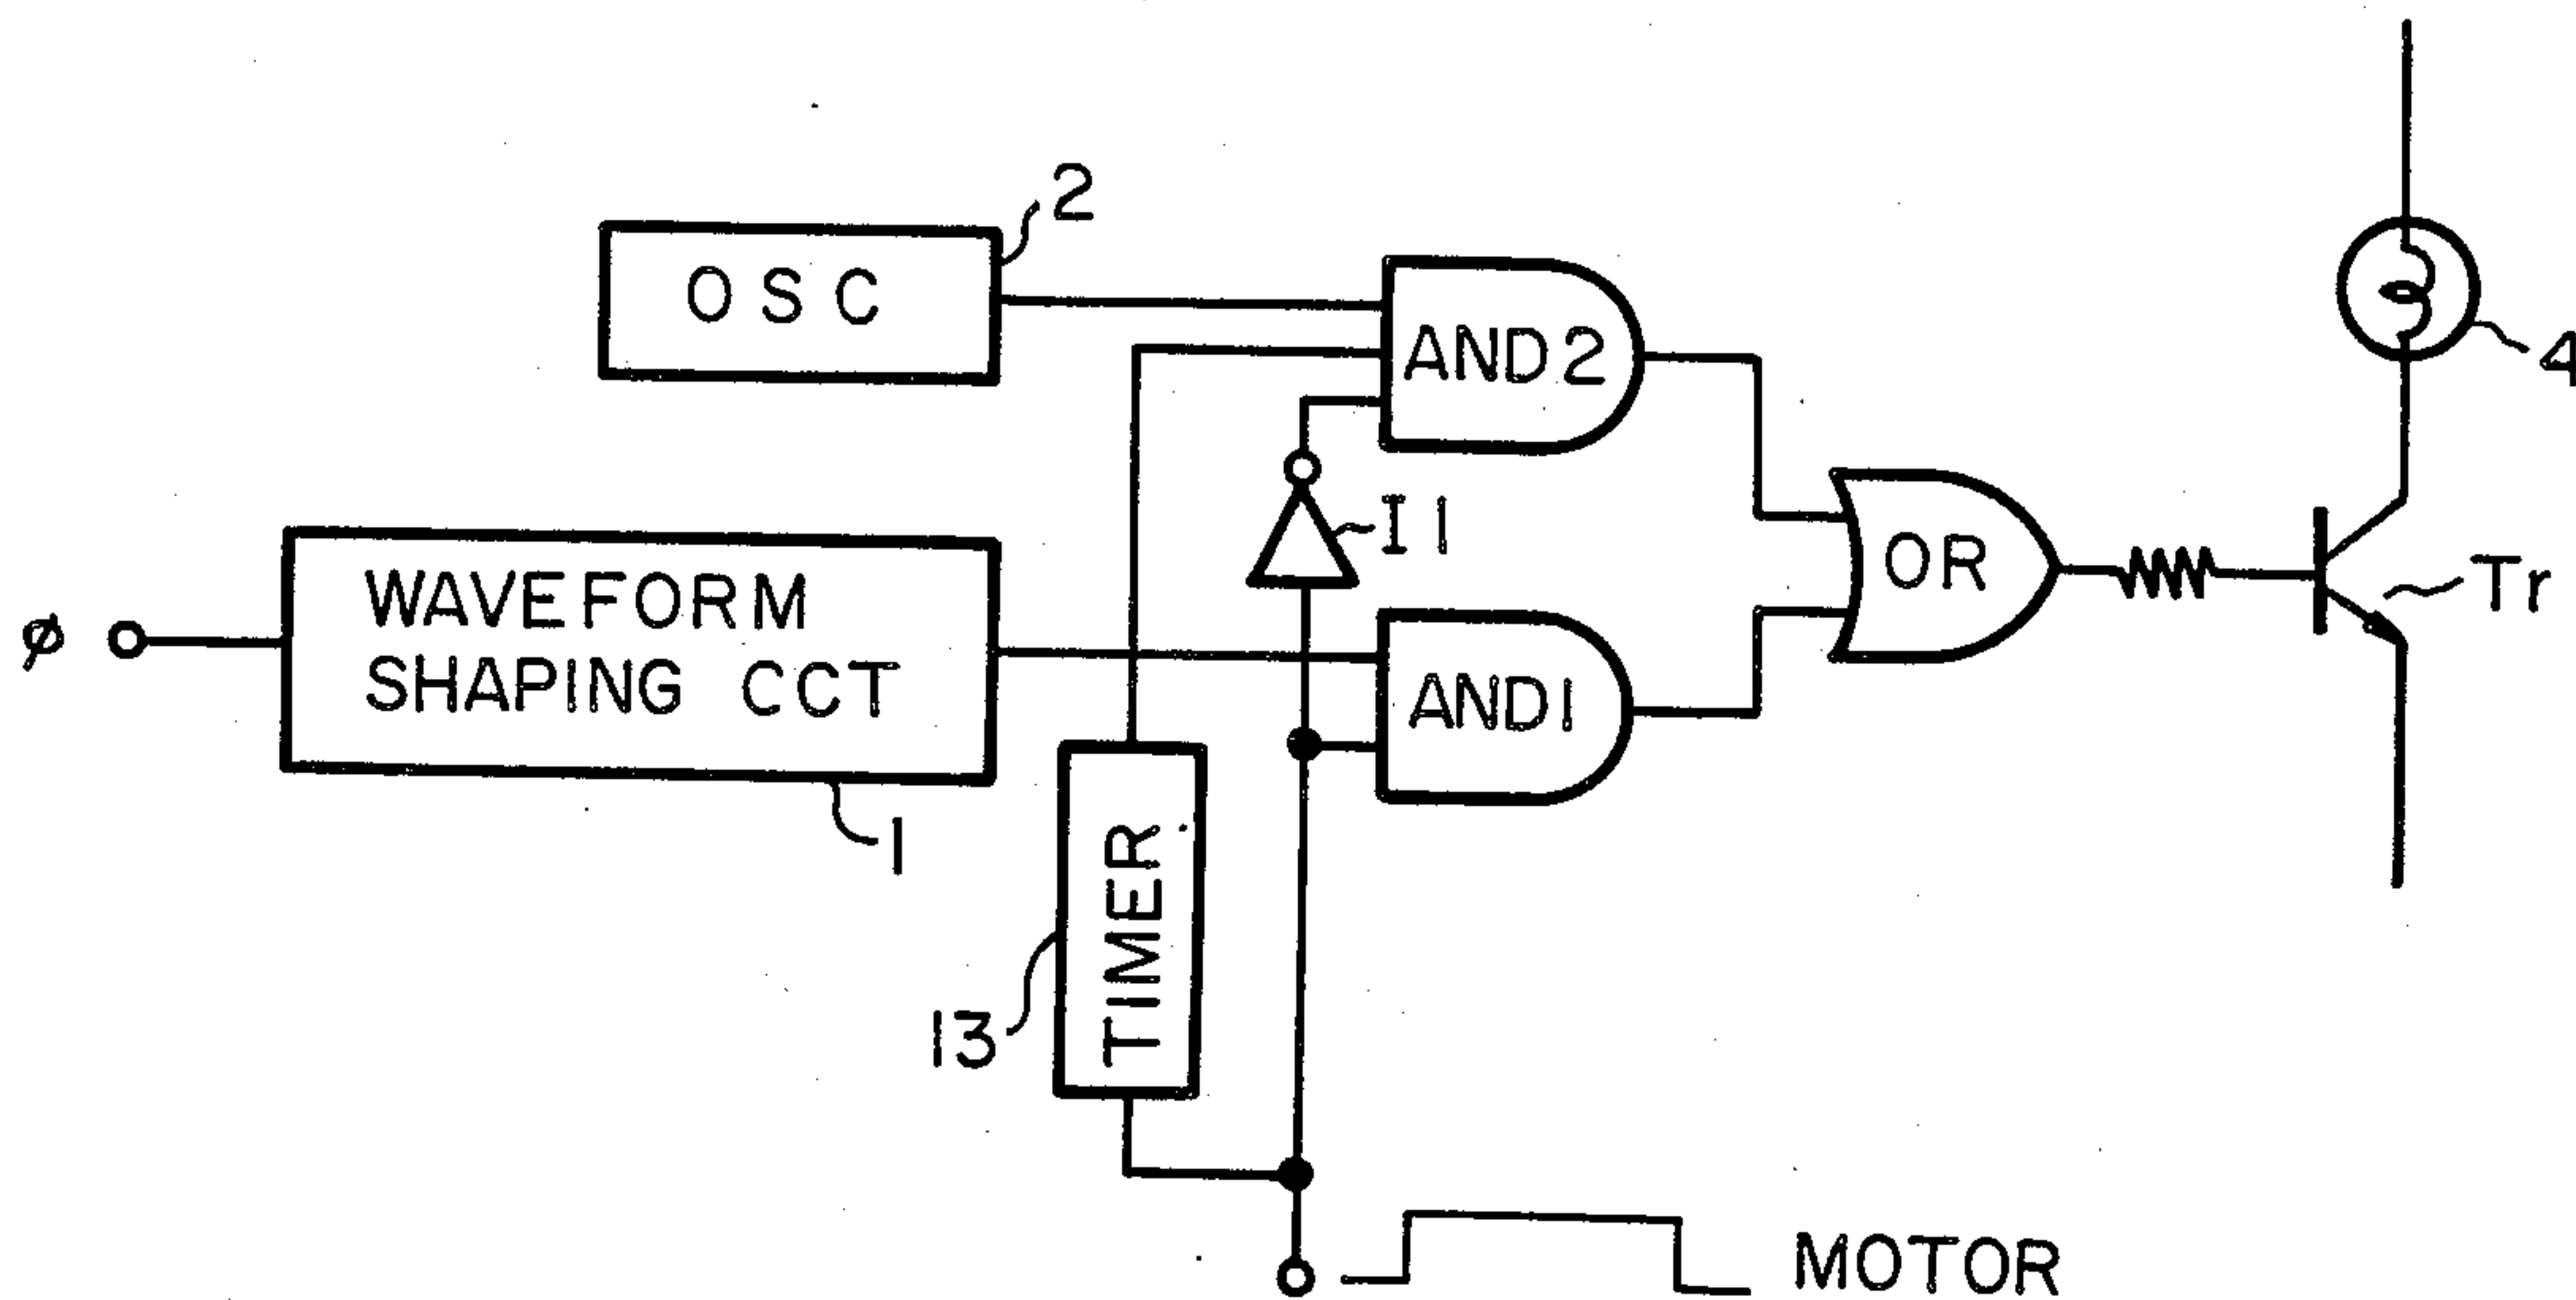 2
OSC
AND2
4
I1
OR
Tr
ø
WAVEFORM
SHAPING CCT
AND1
1
TIMER
13
MOTOR